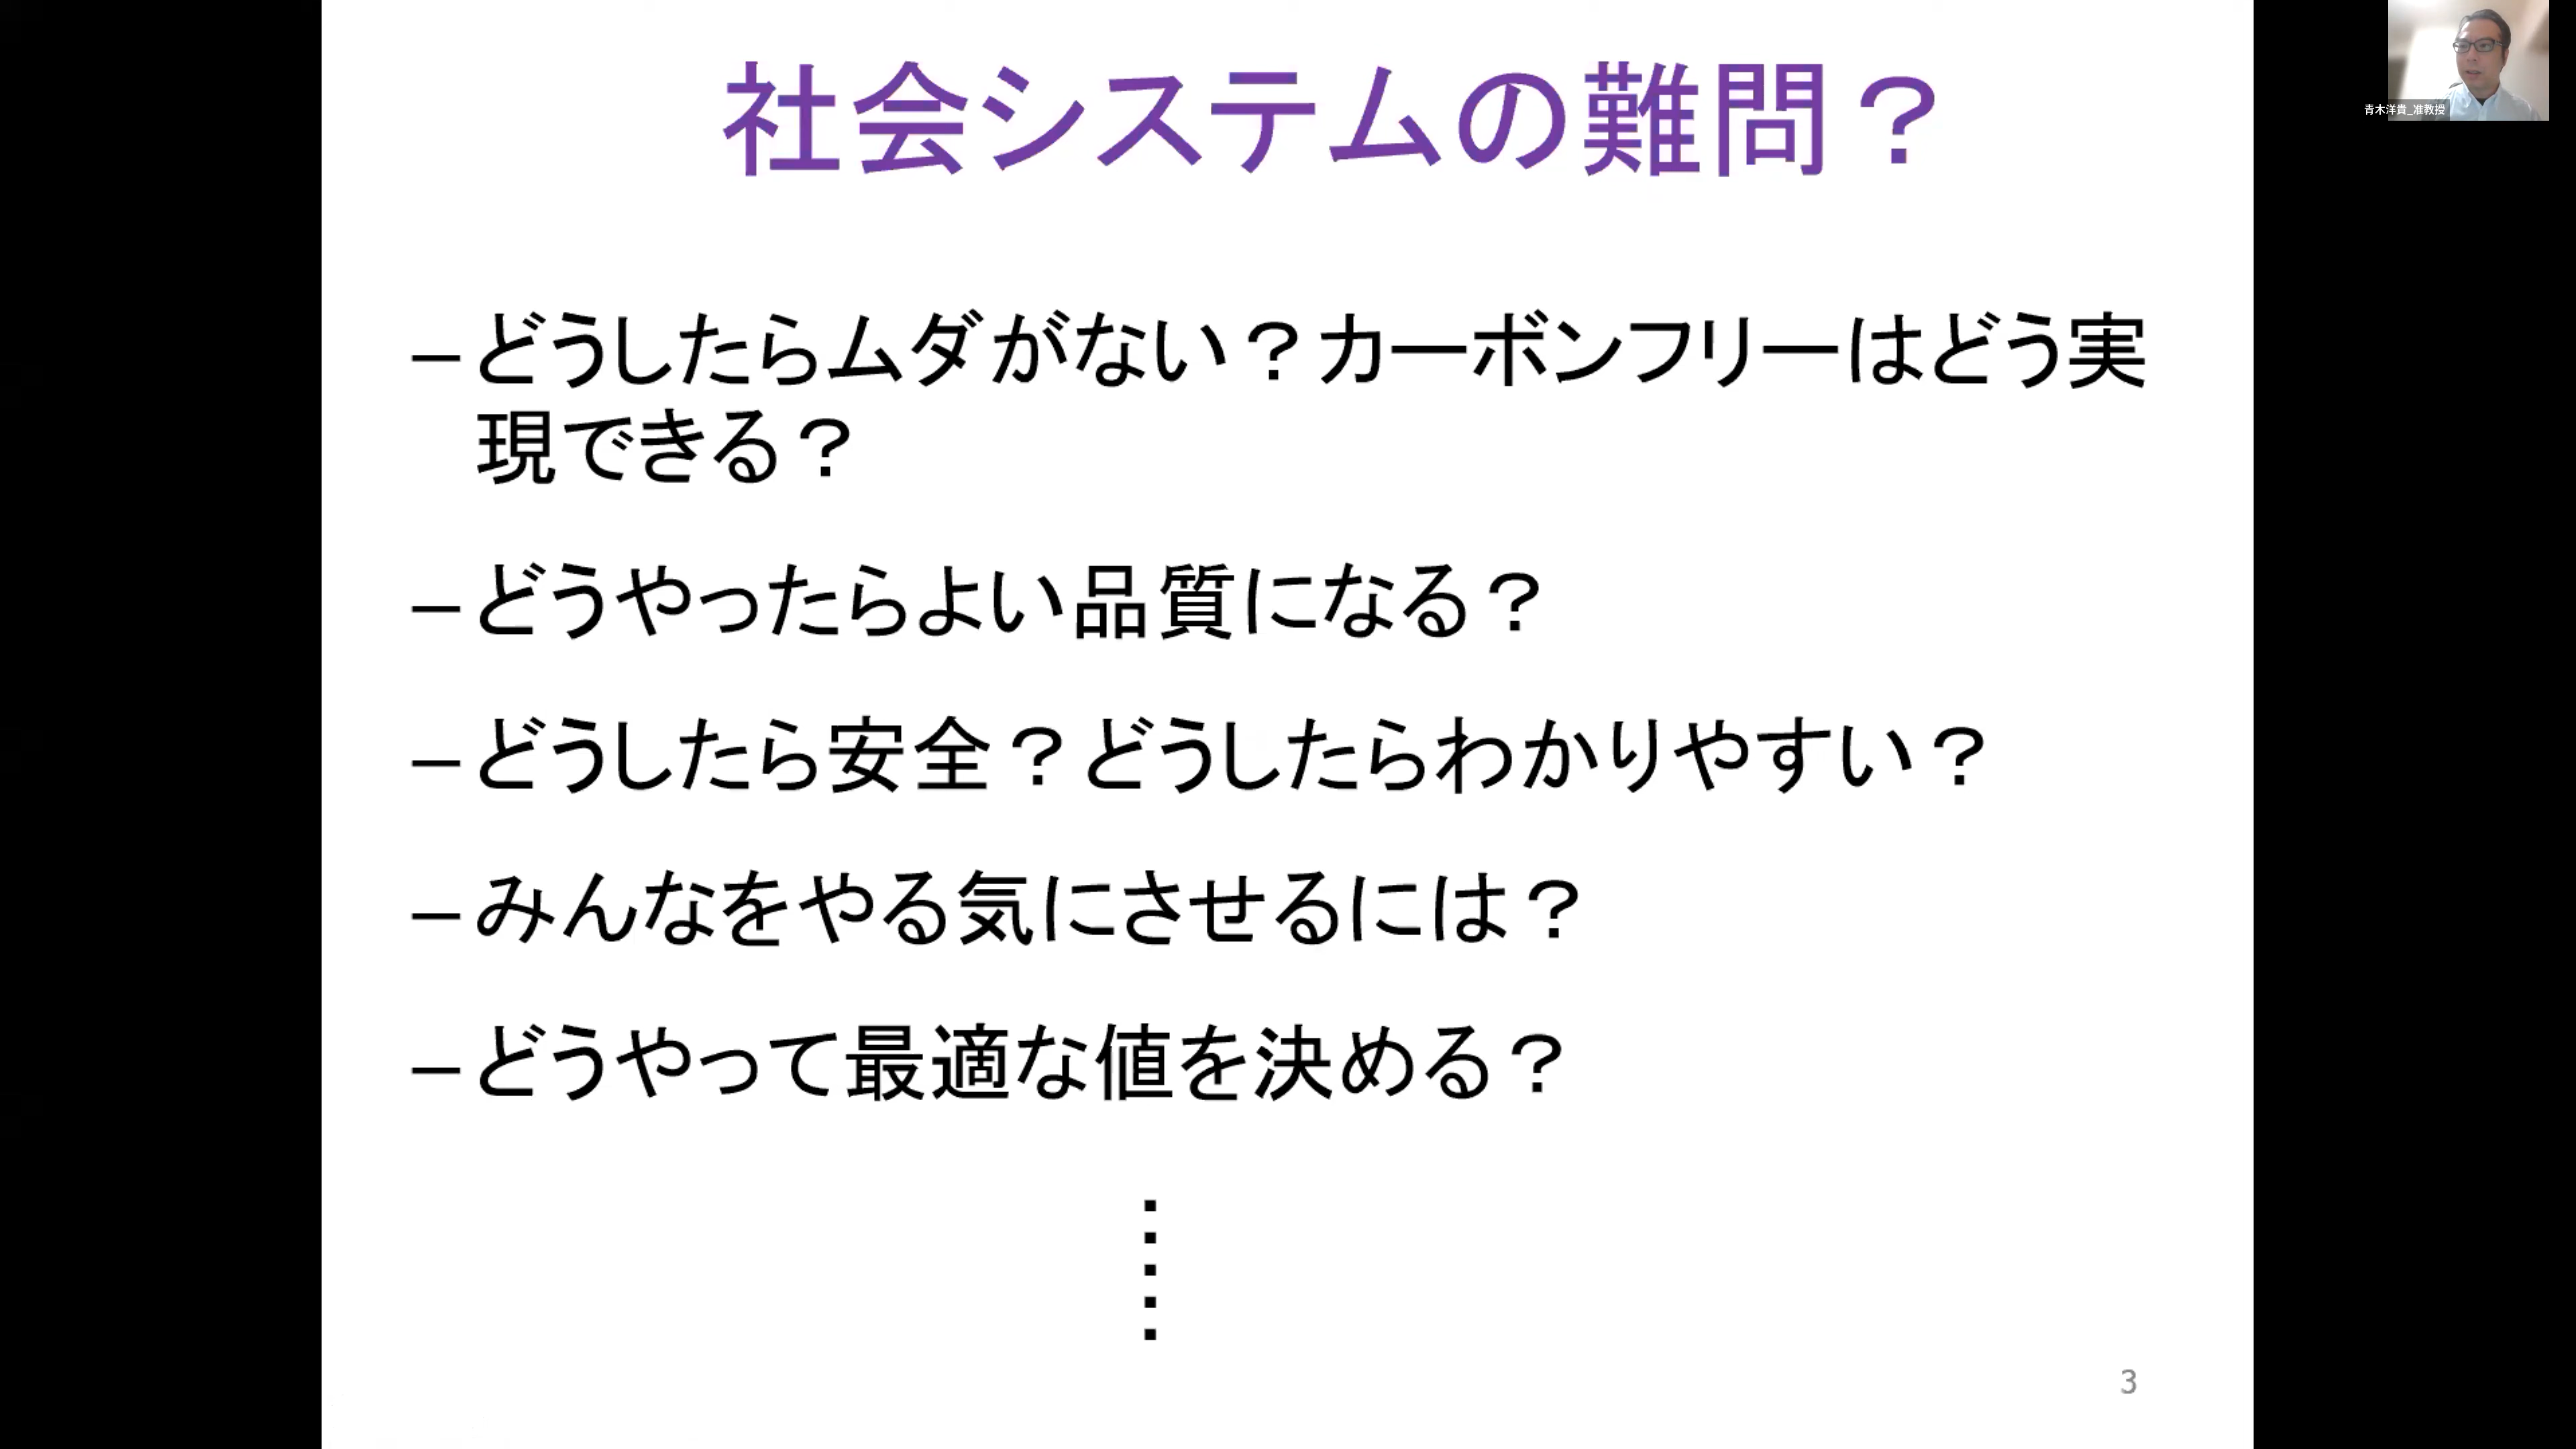 社会システムの難問？
青木洋貴_准教授
–どうしたらムダがない？カーボンフリーはどう実
現できる？
–どうやったらよい品質になる？
–どうしたら安全？どうしたらわかりやすい？
–みんなをやる気にさせるには？
–どうやって最適な値を決める？
⋮
3